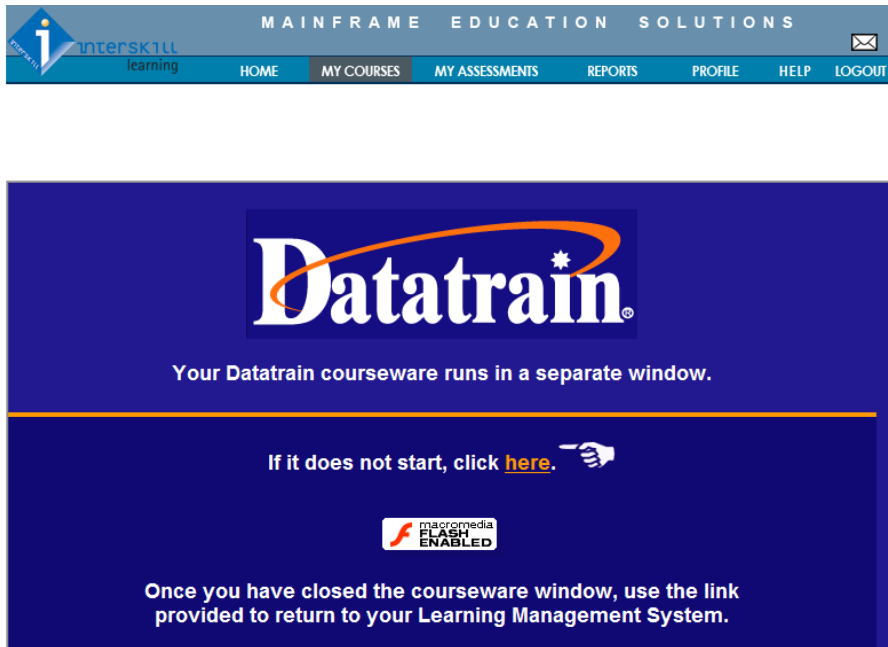 MAINFRAME EDUCATION SOLUTIONS
interskill
learning
HOME MY COURSES MY ASSESSMENTS REPORTS PROFILE HELP LOGOUT
Datatrain®
Your Datatrain courseware runs in a separate window.
If it does not start, click here.
macromedia
FLASH
ENABLED
Once you have closed the courseware window, use the link
provided to return to your Learning Management System.